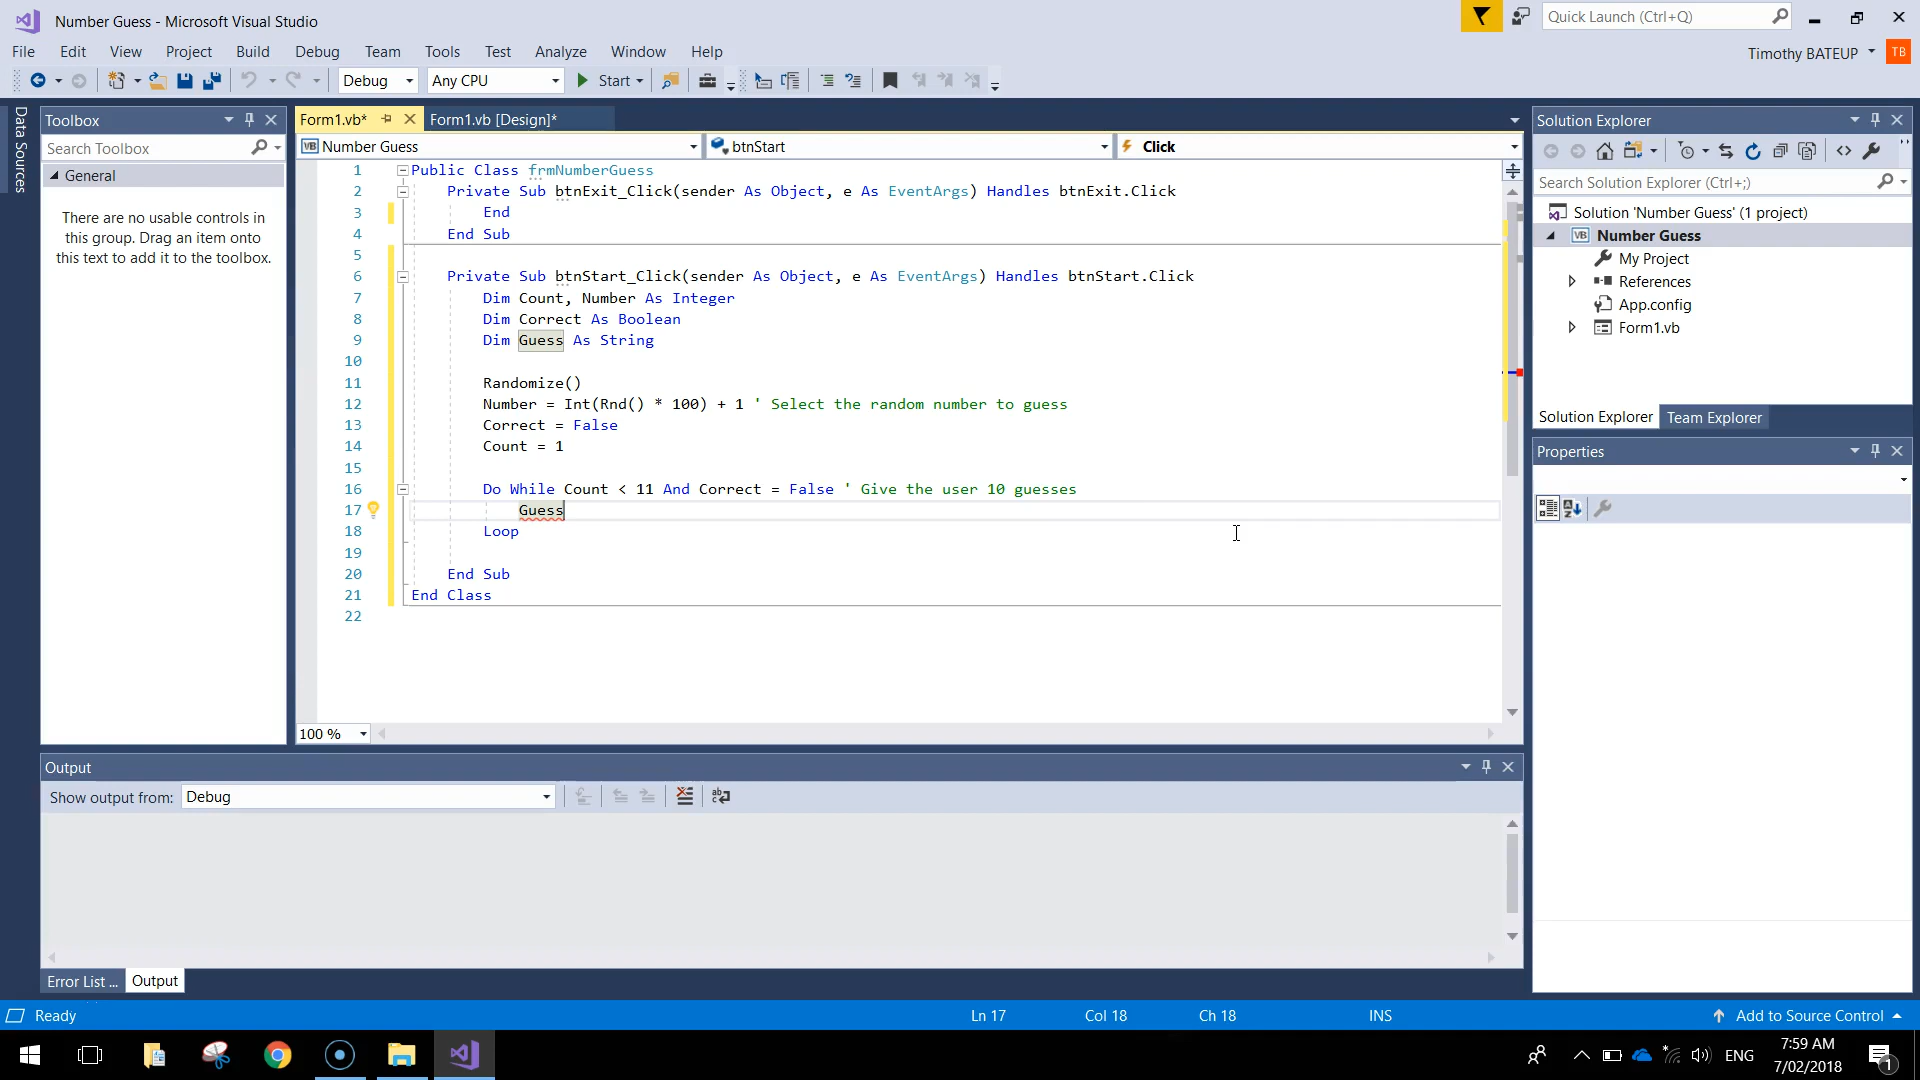 Number Guess - Microsoft Visual Studio
Quick Launch (Ctrl+Q)
File Edit View Project Build Debug Team Tools Test Analyze Window Help
Timothy BATEUP TB
Debug Any CPU Start
Data Sources
Toolbox
Search Toolbox
General
There are no usable controls in
this group. Drag an item onto
this text to add it to the toolbox.
Form1.vb* Form1.vb [Design]*
VB Number Guess btnStart Click
1 Public Class frmNumberGuess
2 Private Sub btnExit_Click(sender As Object, e As EventArgs) Handles btnExit.Click
3 End
4 End Sub
5
6 Private Sub btnStart_Click(sender As Object, e As EventArgs) Handles btnStart.Click
7 Dim Count, Number As Integer
8 Dim Correct As Boolean
9 Dim Guess As String
10
11 Randomize()
12 Number = Int(Rnd() * 100) + 1 ' Select the random number to guess
13 Correct = False
14 Count = 1
15
16 Do While Count < 11 And Correct = False ' Give the user 10 guesses
17 Guess
18 Loop
19
20 End Sub
21 End Class
22
100 %
Solution Explorer
Search Solution Explorer (Ctrl+;)
Solution 'Number Guess' (1 project)
VB Number Guess
My Project
References
App.config
Form1.vb
Solution Explorer Team Explorer
Properties
Output
Show output from: Debug
Error List ... Output
Ready Ln 17 Col 18 Ch 18 INS Add to Source Control
ENG
7:59 AM
7/02/2018
1